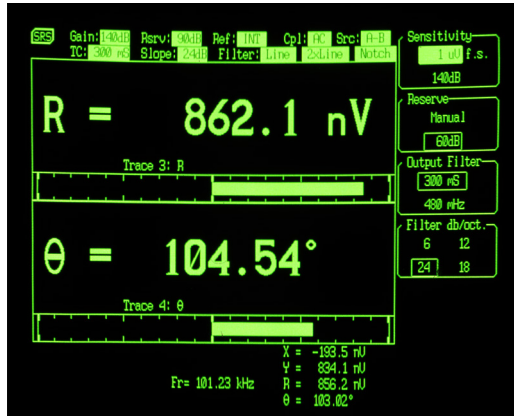 SRS Gain: 140dB Rsrv: 90dB Ref: INT Cpl: AC Src: A-B
TC: 300 mS Slope: 24dB Filter: Line 2xLine Notch
Sensitivity
1 uV f.s.
140dB
Reserve
Manual
60dB
Output Filter
300 mS
480 mHz
Filter db/oct.
6 12
24 18
R = 862.1 nV
Trace 3: R
θ = 104.54°
Trace 4: θ
X = -193.5 nV
Y = 834.1 nV
Fr= 101.23 kHz R = 856.2 nV
θ = 103.02°